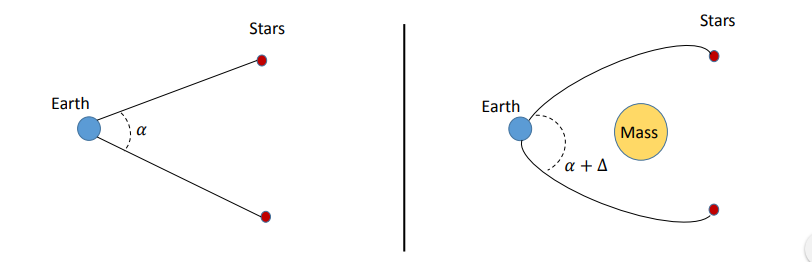 Stars
Earth
α
Stars
Earth
Mass
α + Δ